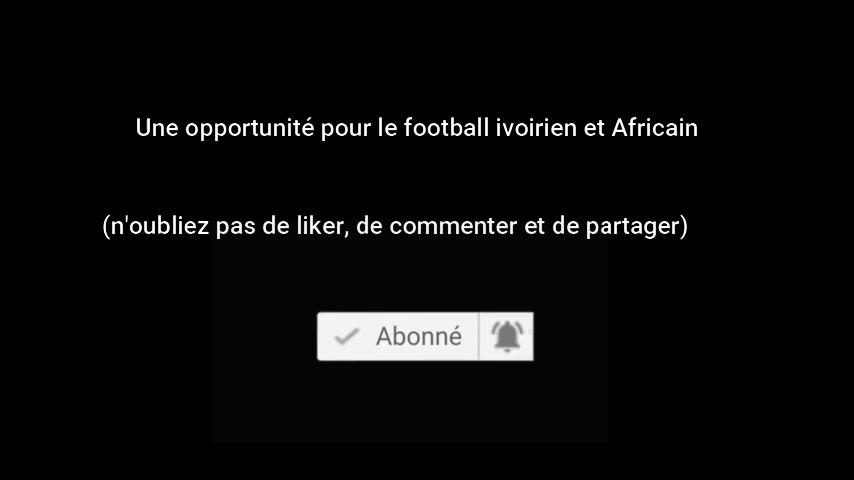 Une opportunité pour le football ivoirien et Africain
(n'oubliez pas de liker, de commenter et de partager)
Abonné